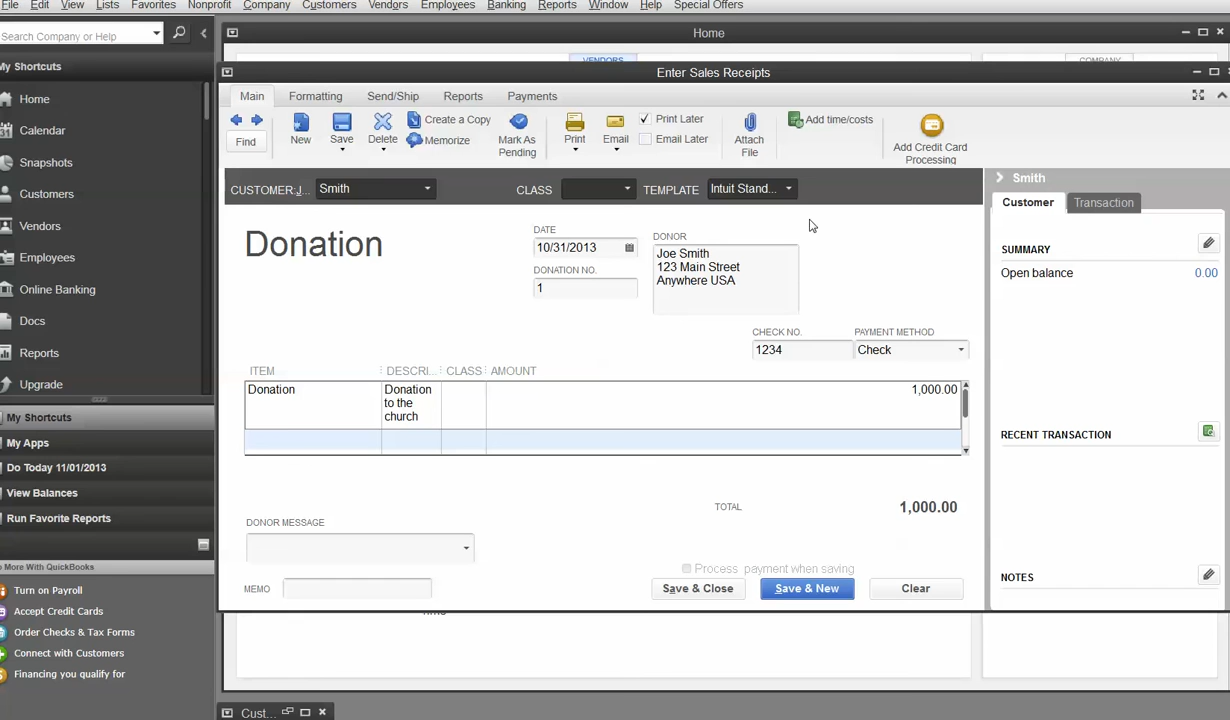 File Edit View Lists Favorites Nonprofit Company Customers Vendors Employees Banking Reports Window Help Special Offers
Search Company or Help
Home
My Shortcuts
VENDORS
COMPANY
Enter Sales Receipts
Home
Calendar
Snapshots
Customers
Vendors
Employees
Online Banking
Docs
Reports
Upgrade
My Shortcuts
My Apps
Do Today 11/01/2013
View Balances
Run Favorite Reports
Do More With QuickBooks
Turn on Payroll
Accept Credit Cards
Order Checks & Tax Forms
Connect with Customers
Financing you qualify for
Main Formatting Send/Ship Reports Payments
Find
New
Save
Delete
Create a Copy
Memorize
Mark As
Pending
Print
Email
Print Later
Email Later
Attach
File
Add time/costs
Add Credit Card
Processing
CUSTOMER:J... Smith CLASS TEMPLATE Intuit Stand...
Donation
DATE
10/31/2013
DONATION NO.
1
DONOR
Joe Smith
123 Main Street
Anywhere USA
CHECK NO.
1234
PAYMENT METHOD
Check
ITEM DESCRI... CLASS AMOUNT
Donation Donation 1,000.00
to the
church
TOTAL 1,000.00
DONOR MESSAGE
Process payment when saving
MEMO
Save & Close Save & New Clear
Smith
Customer Transaction
SUMMARY
Open balance 0.00
RECENT TRANSACTION
NOTES
Cust...